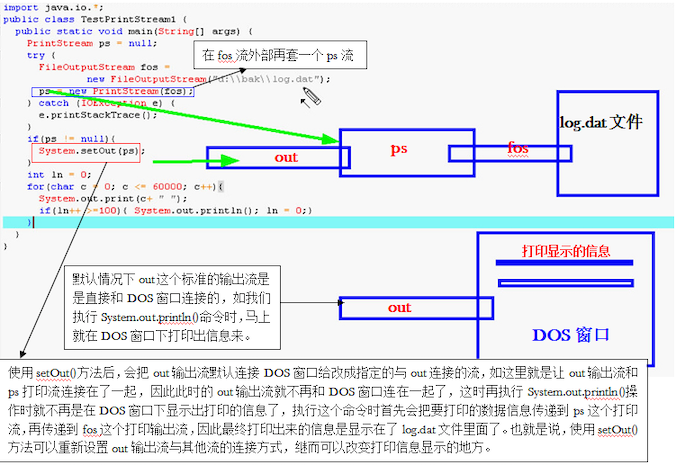 import java.io.*;
public class TestPrintStream1 {
public static void main(String[] args) {
PrintStream ps = null;
try {
FileOutputStream fos =
new FileOutputStream("d:\\bak\\log.dat");
ps = new PrintStream(fos);
} catch (IOException e) {
e.printStackTrace();
}
if(ps != null){
System.setOut(ps);
}
int ln = 0;
for(char c = 0; c <= 60000; c++){
System.out.print(c+ " ");
if(ln++ >=100){ System.out.println(); ln = 0;}
}
}
}
在 fos 流外部再套一个 ps 流
out
ps
fos
log.dat 文件
打印显示的信息
out
DOS 窗口
默认情况下 out 这个标准的输出流是
是直接和 DOS 窗口连接的，如我们
执行 System.out.println()命令时，马上
就在 DOS 窗口下打印出信息来。
使用 setOut()方法后，会把 out 输出流默认连接 DOS 窗口给改成指定的与 out 连接的流，如这里就是让 out 输出流和
ps 打印流连接在了一起，因此此时的 out 输出流就不再和 DOS 窗口连在一起了，这时再执行 System.out.println()操
作时就不再是在 DOS 窗口下显示出打印的信息了，执行这个命令时首先会把要打印的数据信息传递到 ps 这个打印
流，再传递到 fos 这个打印输出流，因此最终打印出来的信息是显示在了 log.dat 文件里面了。也就是说，使用 setOut()
方法可以重新设置 out 输出流与其他流的连接方式，继而可以改变打印信息显示的地方。